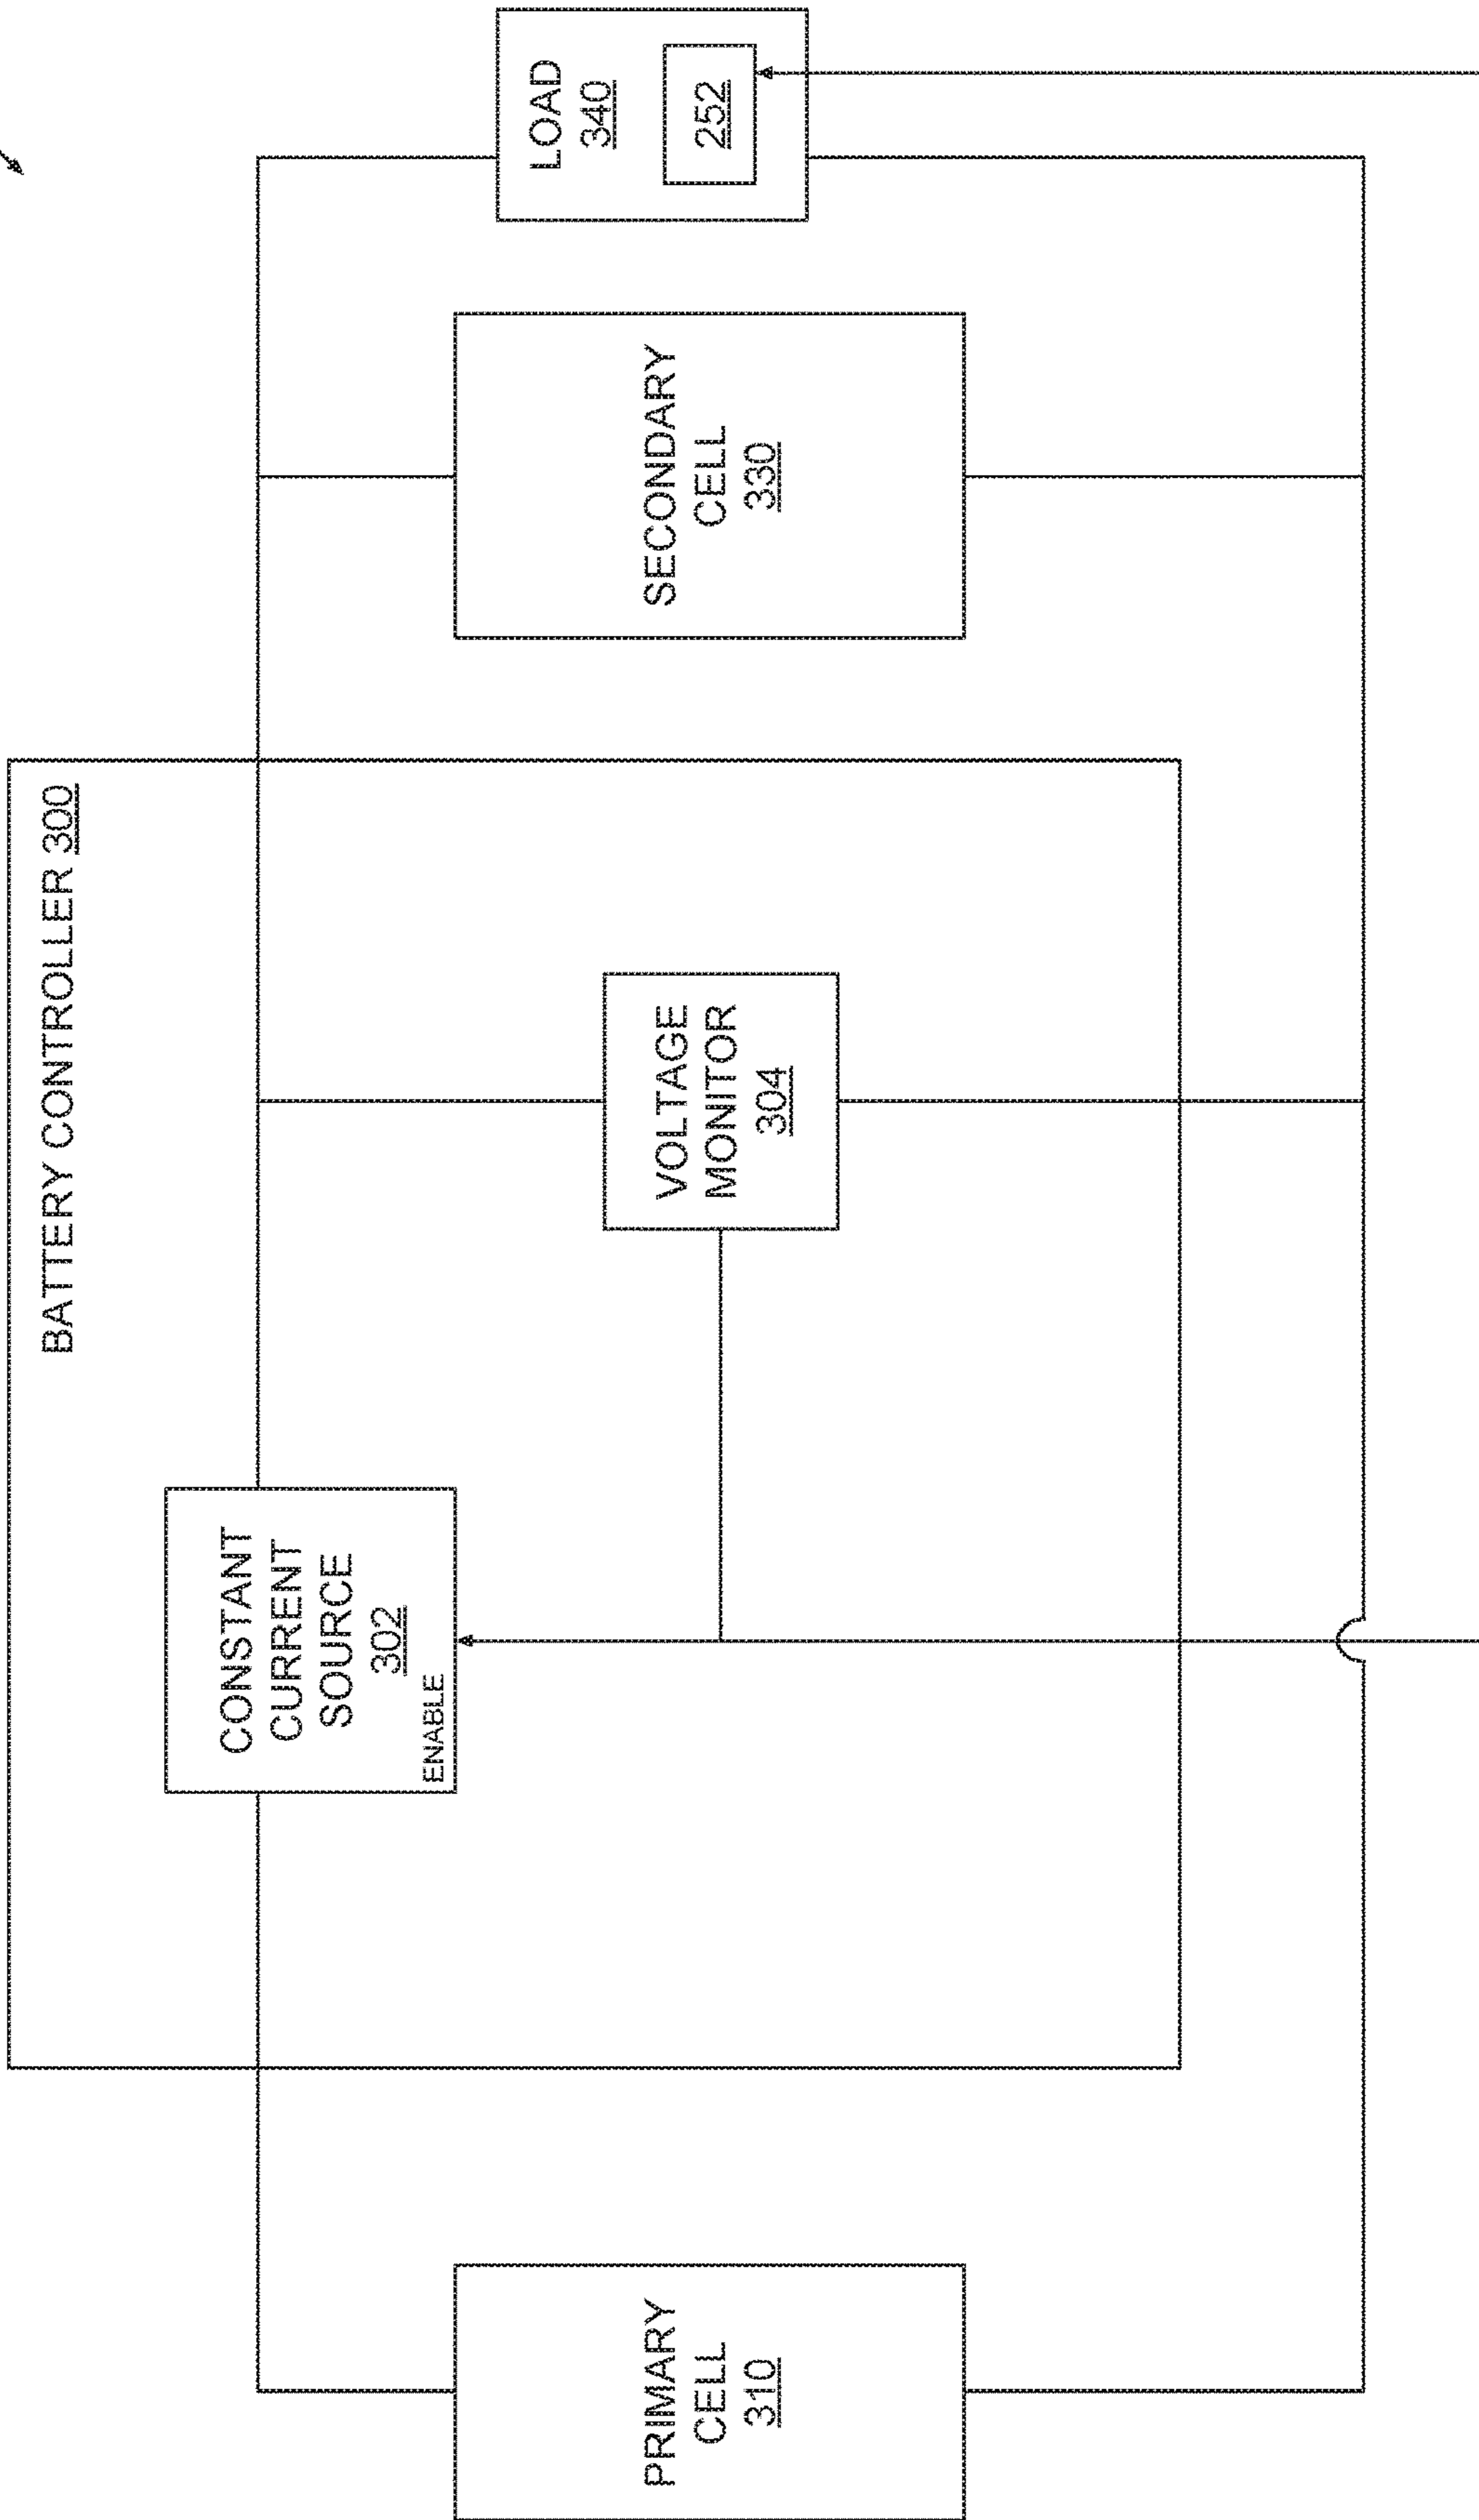 BATTERY CONTROLLER 300
CONSTANT
CURRENT
SOURCE
302
ENABLE
VOLTAGE
MONITOR
304
PRIMARY
CELL
310
SECONDARY
CELL
330
LOAD
340
252